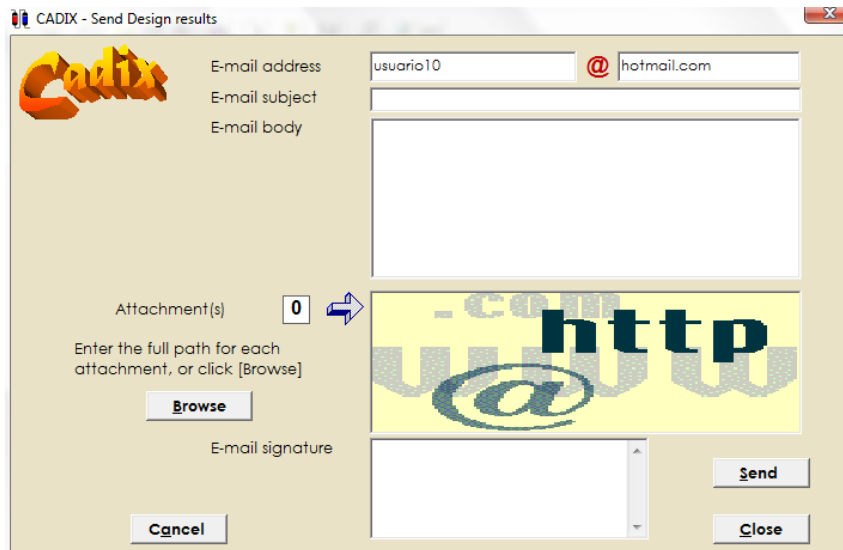 CADIX - Send Design results
Cadix
E-mail address
usuario10
@
hotmail.com
E-mail subject
E-mail body
Attachment(s)
0
.com
http
www
@
Enter the full path for each
attachment, or click [Browse]
Browse
E-mail signature
Send
Cancel
Close